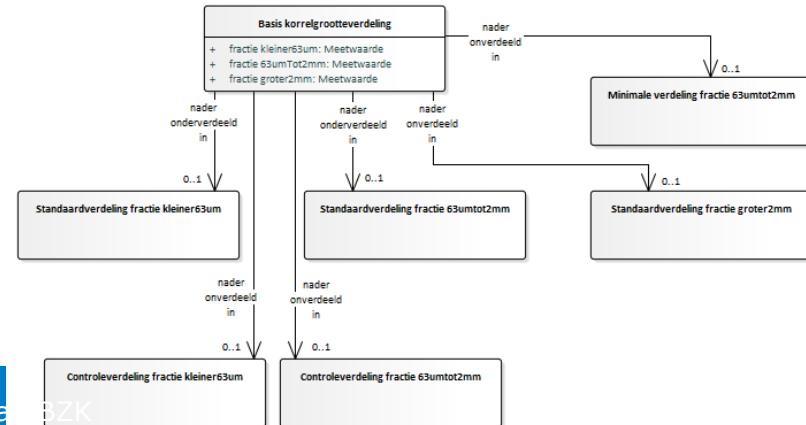 Basis korrelgrootteverdeling
+ fractie kleiner63um: Meetwaarde
+ fractie 63umTot2mm: Meetwaarde
+ fractie groter2mm: Meetwaarde
nader
onverdeeld
in
0..1
Minimale verdeling fractie 63umtot2mm
nader
onderverdeeld
in
0..1
nader
onderverdeeld
in
0..1
nader
onverdeeld
in
0..1
Standaardverdeling fractie kleiner63um
Standaardverdeling fractie 63umtot2mm
Standaardverdeling fractie groter2mm
nader
onverdeeld
in
0..1
nader
onverdeeld
in
0..1
Controleverdeling fractie kleiner63um
Controleverdeling fractie 63umtot2mm
BZK